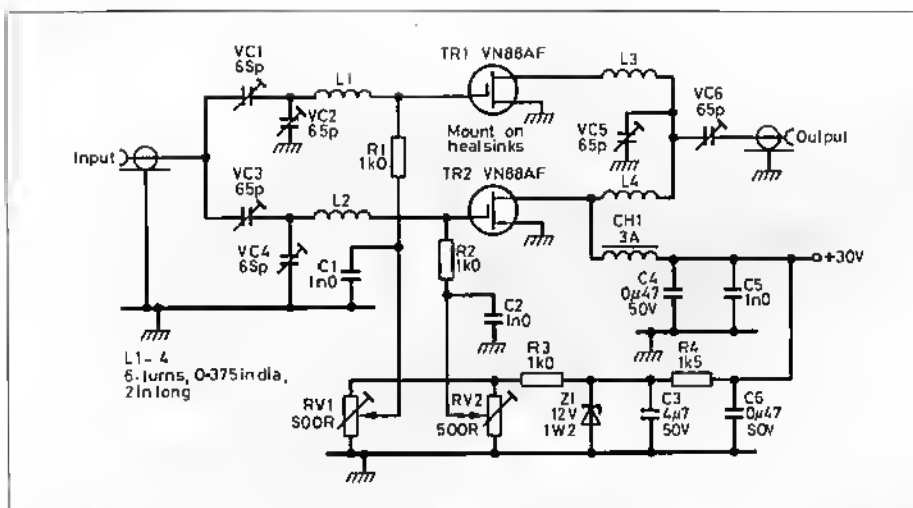 VC1
65p
L1
TR1 VN88AF
L3
VC2
65p
VC6
65p
Input
R1
1k0
Mount on
heatsinks
VC5
65p
Output
VC3
65p
TR2 VN88AF
L4
L2
CH1
3A
VC4
65p
C1
1n0
R2
1k0
+30V
C4
0µ47
50V
C5
1n0
C2
1n0
L1-4
6 turns, 0.375in dia,
2in long
R3
1k0
R4
1k5
RV1
500R
RV2
500R
Z1
12V
1W2
C3
4µ7
50V
C6
0µ47
50V